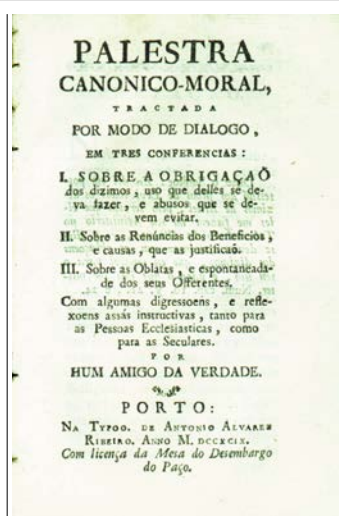 PALESTRA
CANONICO-MORAL,
TRACTADA
POR MODO DE DIALOGO,
EM TRES CONFERENCIAS:
I. SOBRE A OBRIGAÇAÕ
dos dizimos, uso que delles se de-
va fazer, e abusos que se de-
vem evitar.
II. Sobre as Renúncias dos Beneficios,
e causas, que as justificaõ.
III. Sobre as Oblatas, e espontaneada-
de dos seus Offerentes.
Com algumas digressoens, e refle-
xoens assás instructivas, tanto para
as Pessoas Ecclesiasticas, como
para as Seculares.
POR
HUM AMIGO DA VERDADE.
PORTO:
NA TYPOG. DE ANTONIO ALVARES
RIBEIRO. ANNO M. DCCXCIX.
Com licença da Mesa do Desembargo
do Paço.